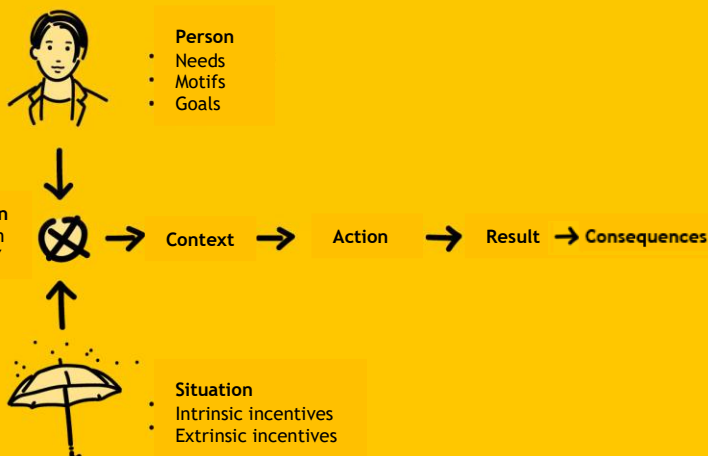 Person
• Needs
• Motifs
• Goals
Context
Action
Result
Consequences
Situation
• Intrinsic incentives
• Extrinsic incentives